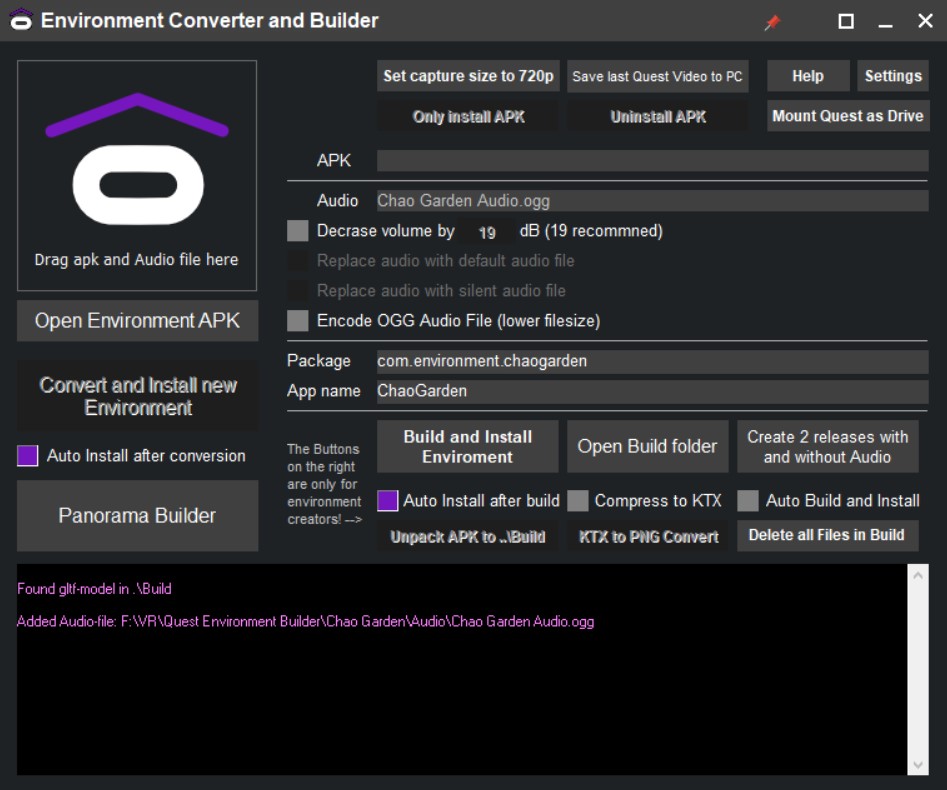 Environment Converter and Builder
Set capture size to 720p
Save last Quest Video to PC
Help
Settings
Only install APK
Uninstall APK
Mount Quest as Drive
Drag apk and Audio file here
APK
Audio
Chao Garden Audio.ogg
Decrase volume by 19 dB (19 recommned)
Replace audio with default audio file
Replace audio with silent audio file
Encode OGG Audio File (lower filesize)
Open Environment APK
Convert and Install new
Environment
Auto Install after conversion
Panorama Builder
Package
com.environment.chaogarden
App name
ChaoGarden
The Buttons
on the right
are only for
environment
creators! -->
Build and Install
Enviroment
Open Build folder
Create 2 releases with
and without Audio
Auto Install after build
Compress to KTX
Auto Build and Install
Unpack APK to ..\Build
KTX to PNG Convert
Delete all Files in Build
Found gltf-model in .\Build
Added Audio-file: F:\VR\Quest Environment Builder\Chao Garden\Audio\Chao Garden Audio.ogg